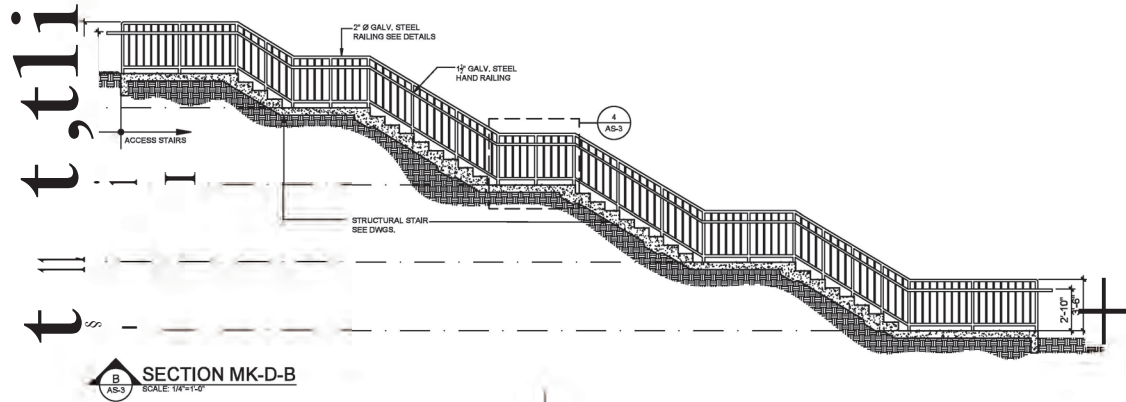 2" Ø GALV. STEEL
RAILING SEE DETAILS
1½" GALV. STEEL
HAND RAILING
4
AS-3
ACCESS STAIRS
STRUCTURAL STAIR
SEE DWGS.
2'-10"
3'-6"
B
AS-3
SECTION MK-D-B
SCALE: 1/4"=1'-0"